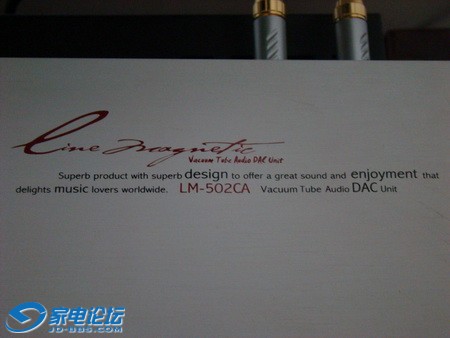 Line magnetic
Vacuum Tube Audio DAC Unit
Superb product with superb design to offer a great sound and enjoyment that
delights music lovers worldwide. LM-502CA Vacuum Tube Audio DAC Unit
家电论坛
JD-BBS.COM